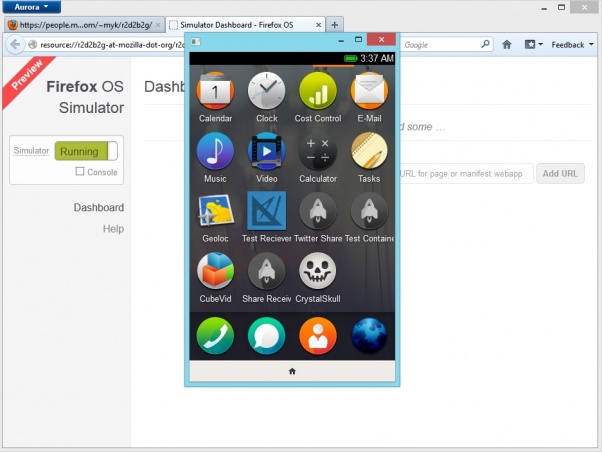 Aurora
https://people.m...om/~myk/r2d2b2g/
Simulator Dashboard - Firefox OS
resource://r2d2b2g-at-mozilla-dot-org/r2d
Google
Feedback
Preview
Firefox OS
Simulator
Simulator
Running
Console
Dashboard
Help
Dashb
d some …
URL for page or manifest.webapp
Add URL
3:37 AM
1
Calendar
Clock
Cost Control
E-Mail
Music
Video
Calculator
Tasks
Geoloc
Test Reciever
Twitter Share
Test Containe
CubeVid
Share Receiv
CrystalSkull